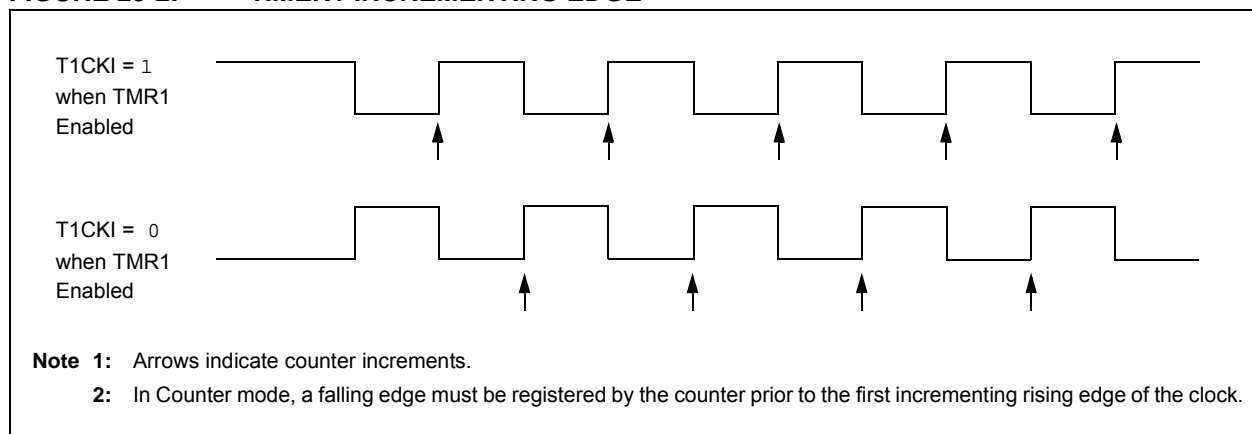 T1CKI = 1
when TMR1
Enabled
T1CKI = 0
when TMR1
Enabled
Note 1: Arrows indicate counter increments.
2: In Counter mode, a falling edge must be registered by the counter prior to the first incrementing rising edge of the clock.